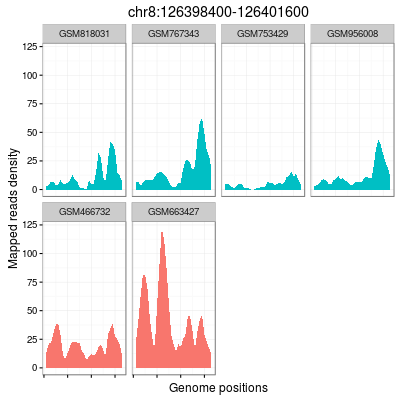 chr8:126398400-126401600
GSM818031 GSM767343 GSM753429 GSM956008
125
100
75
50
25
0
GSM466732 GSM663427
125
100
75
50
25
0
Mapped reads density
Genome positions